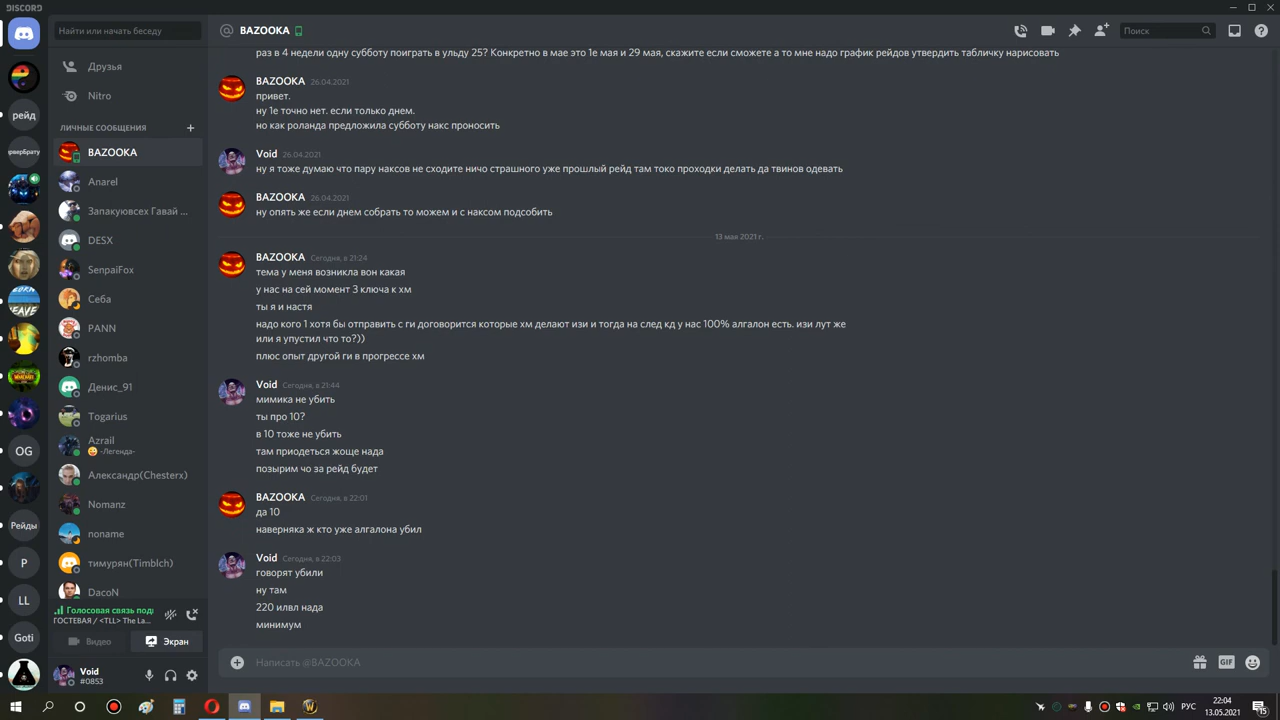 DISCORD
Найти или начать беседу
BAZOOKA
Поиск
рейд
серверБрату
OG
Рейды
P
LL
Goti
Друзья
Nitro
ЛИЧНЫЕ СООБЩЕНИЯ
BAZOOKA
Anarel
Запакуювсех Гавай ...
DESX
SenpaiFox
Себа
PANN
rzhomba
Денис_91
Togarius
Azrail
-Легенда-
Александр(Chesterx)
Nomanz
noname
тимурян(TimbIch)
DacoN
Голосовая связь под
ГОСТЕВАЯ / <TLL> The La...
Видео
Экран
Void
#0853
раз в 4 недели одну субботу поиграть в ульду 25? Конкретно в мае это 1е мая и 29 мая, скажите если сможете а то мне надо график рейдов утвердить табличку нарисовать
BAZOOKA 26.04.2021
привет.
ну 1е точно нет. если только днем.
но как роланда предложила субботу накс проносить
Void 26.04.2021
ну я тоже думаю что пару наксов не сходите ничо страшного уже прошлый рейд там токо проходки делать да твинов одевать
BAZOOKA 26.04.2021
ну опять же если днем собрать то можем и с наксом подсобить
13 мая 2021 г.
BAZOOKA Сегодня, в 21:24
тема у меня возникла вон какая
у нас на сей момент 3 ключа к хм
ты я и настя
надо кого 1 хотя бы отправить с ги договорится которые хм делают изи и тогда на след кд у нас 100% алгалон есть. изи лут же
или я упустил что то?))
плюс опыт другой ги в прогрессе хм
Void Сегодня, в 21:44
мимика не убить
ты про 10?
в 10 тоже не убить
там приодеться жоще нада
позырим чо за рейд будет
BAZOOKA Сегодня, в 22:01
да 10
наверняка ж кто уже алгалона убил
Void Сегодня, в 22:03
говорят убили
ну там
220 илвл нада
минимум
Написать @BAZOOKA
GIF
РУС
22:04
13.05.2021
15